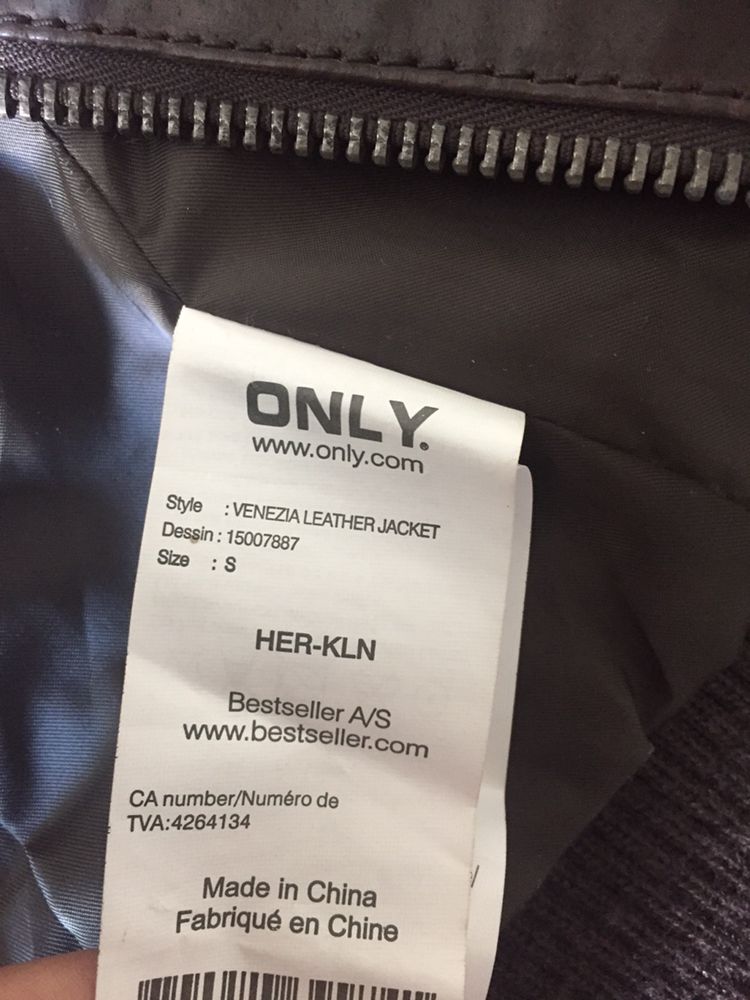 ONLY.
www.only.com
Style : VENEZIA LEATHER JACKET
Dessin : 15007887
Size : S
HER-KLN
Bestseller A/S
www.bestseller.com
CA number/Numéro de
TVA:4264134
Made in China
Fabriqué en Chine